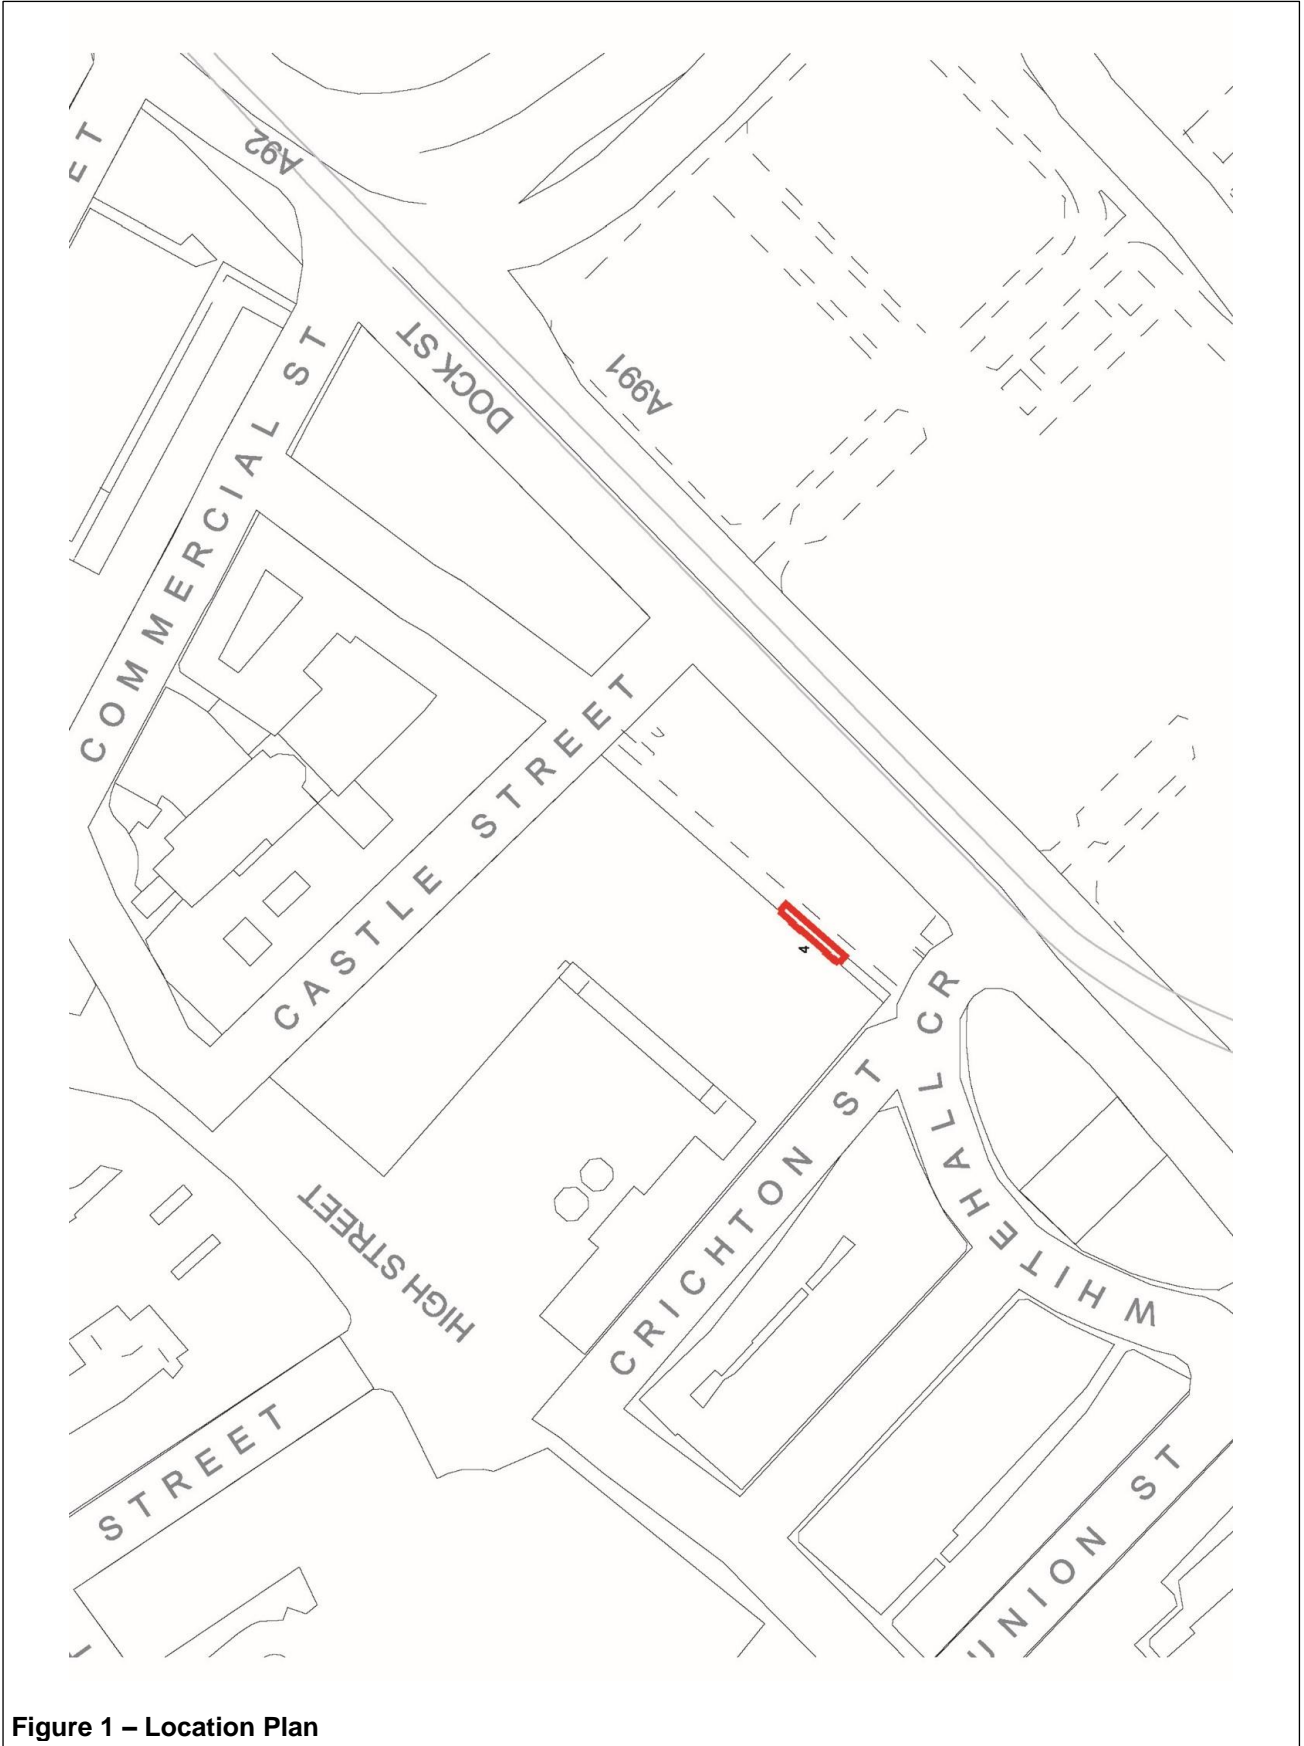 ET
A92
DOCK ST
A991
COMMERCIAL ST
CASTLE STREET
4
WHITEHALL CR
CRICHTON ST
HIGH STREET
STREET
UNION ST
Figure 1 – Location Plan